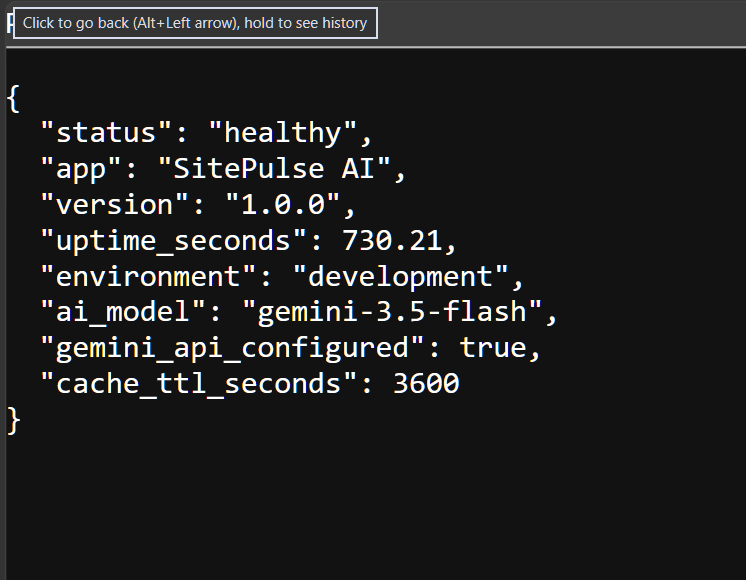 Click to go back (Alt+Left arrow), hold to see history
{
  "status": "healthy",
  "app": "SitePulse AI",
  "version": "1.0.0",
  "uptime_seconds": 730.21,
  "environment": "development",
  "ai_model": "gemini-3.5-flash",
  "gemini_api_configured": true,
  "cache_ttl_seconds": 3600
}